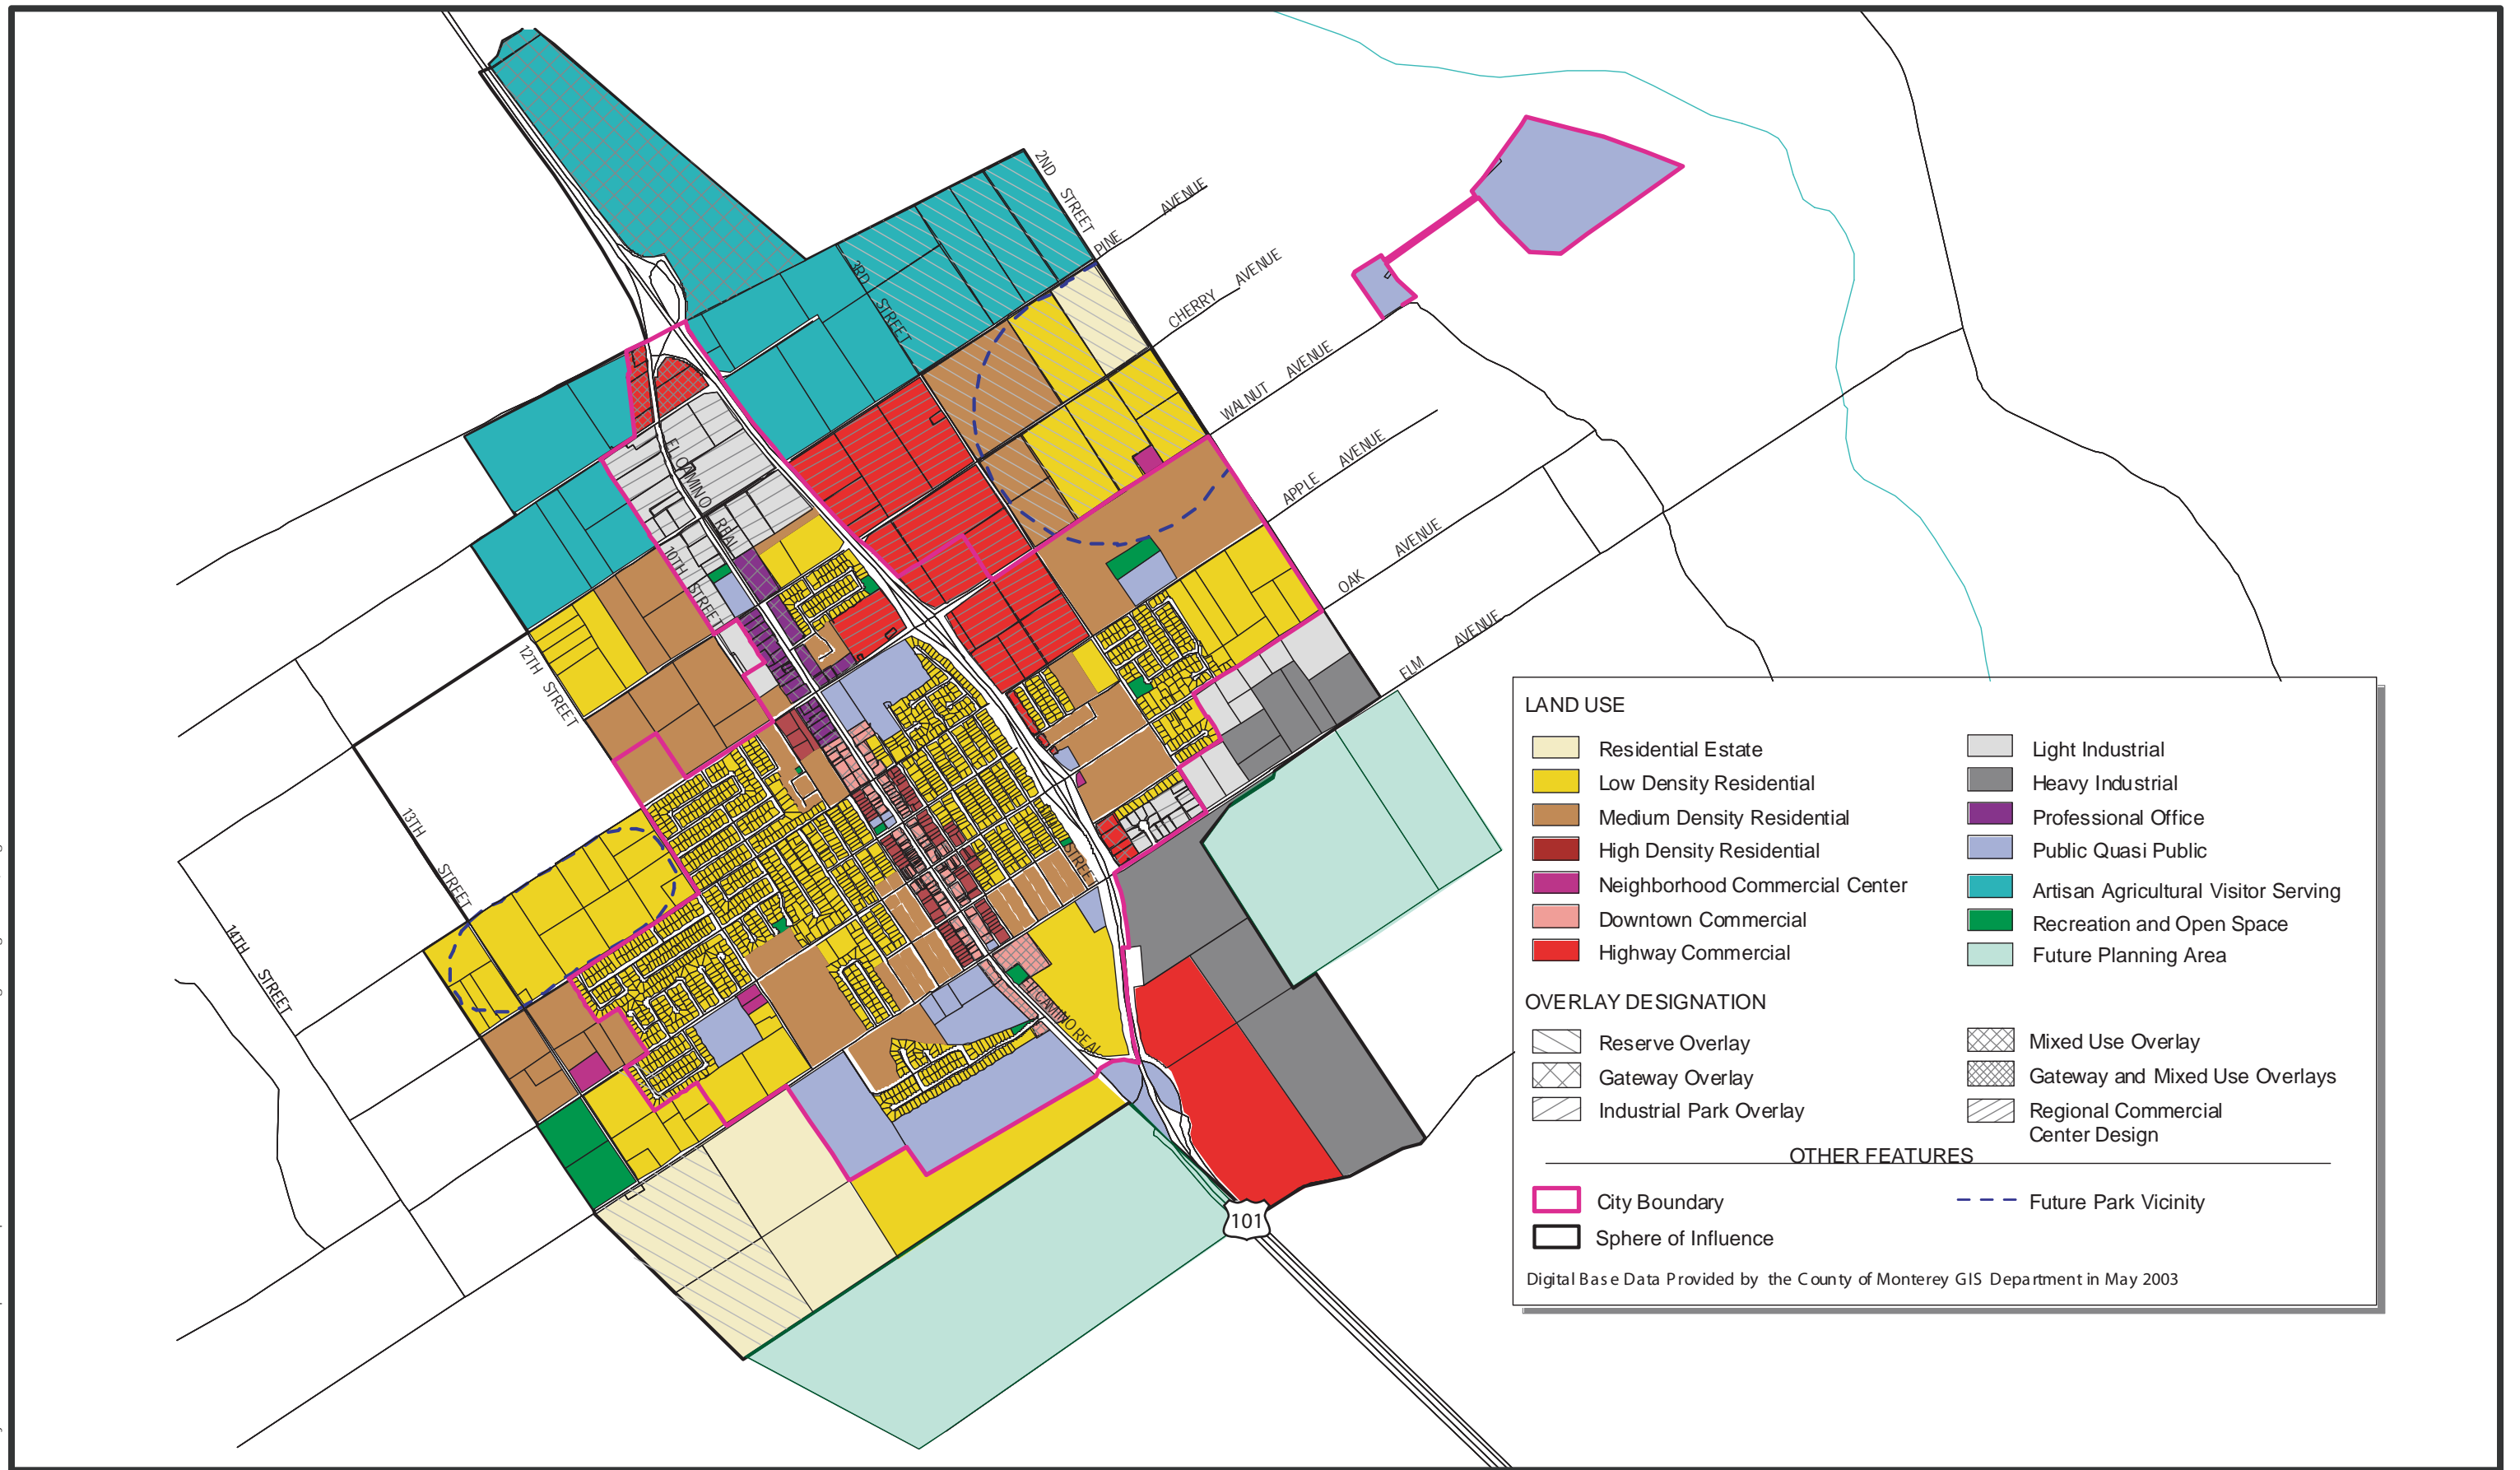 2ND STREET
PINE AVENUE
CHERRY AVENUE
3RD STREET
WALNUT AVENUE
APPLE AVENUE
EL CAMINO REAL
10TH STREET
OAK AVENUE
ELM AVENUE
12TH STREET
13TH STREET
STREET
14TH STREET
EL CAMINO REAL
101
LAND USE
Residential Estate
Low Density Residential
Medium Density Residential
High Density Residential
Neighborhood Commercial Center
Downtown Commercial
Highway Commercial
Light Industrial
Heavy Industrial
Professional Office
Public Quasi Public
Artisan Agricultural Visitor Serving
Recreation and Open Space
Future Planning Area
OVERLAY DESIGNATION
Reserve Overlay
Gateway Overlay
Industrial Park Overlay
Mixed Use Overlay
Gateway and Mixed Use Overlays
Regional Commercial
Center Design
OTHER FEATURES
City Boundary
Sphere of Influence
Future Park Vicinity
Digital Base Data Provided by the County of Monterey GIS Department in May 2003